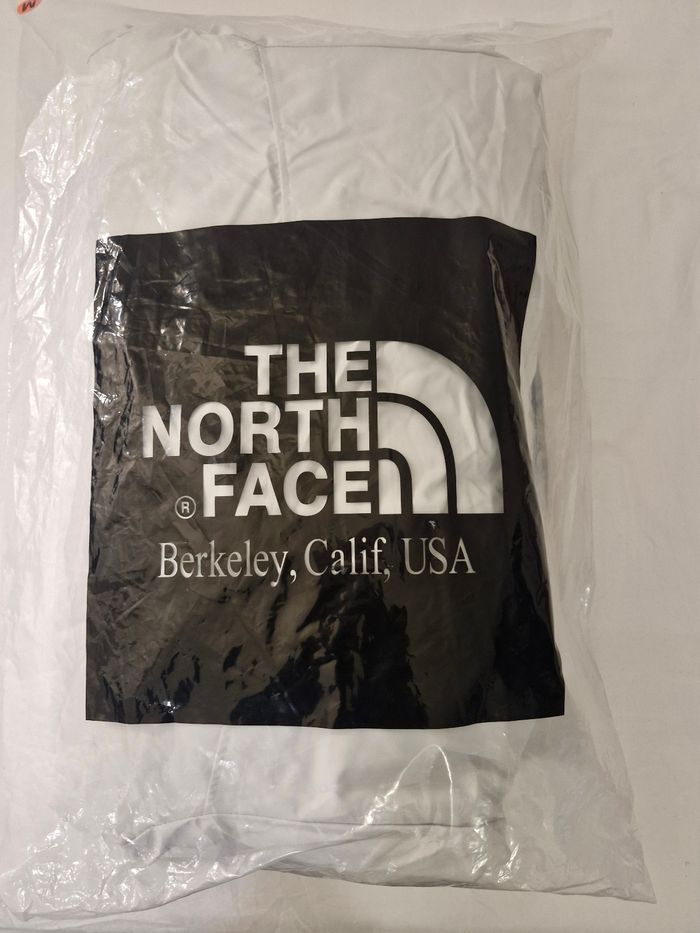 M
THE
NORTH
® FACE
Berkeley, Calif, USA